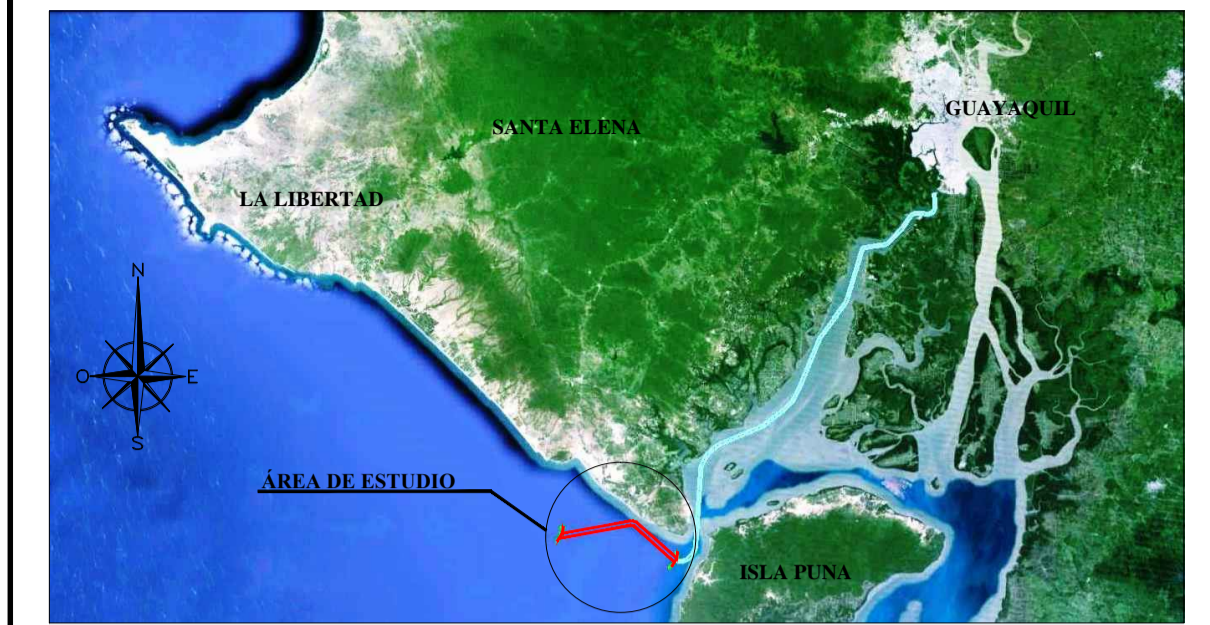 GUAYAQUIL
SANTA ELENA
LA LIBERTAD
N
O
E
S
ÁREA DE ESTUDIO
ISLA PUNA